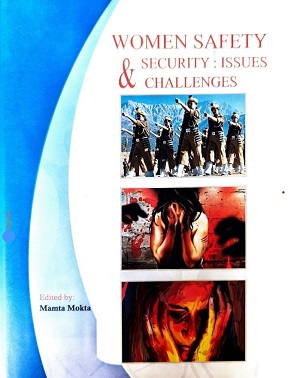 WOMEN SAFETY
& SECURITY : ISSUES
CHALLENGES
Edited by:
Mamta Mokta